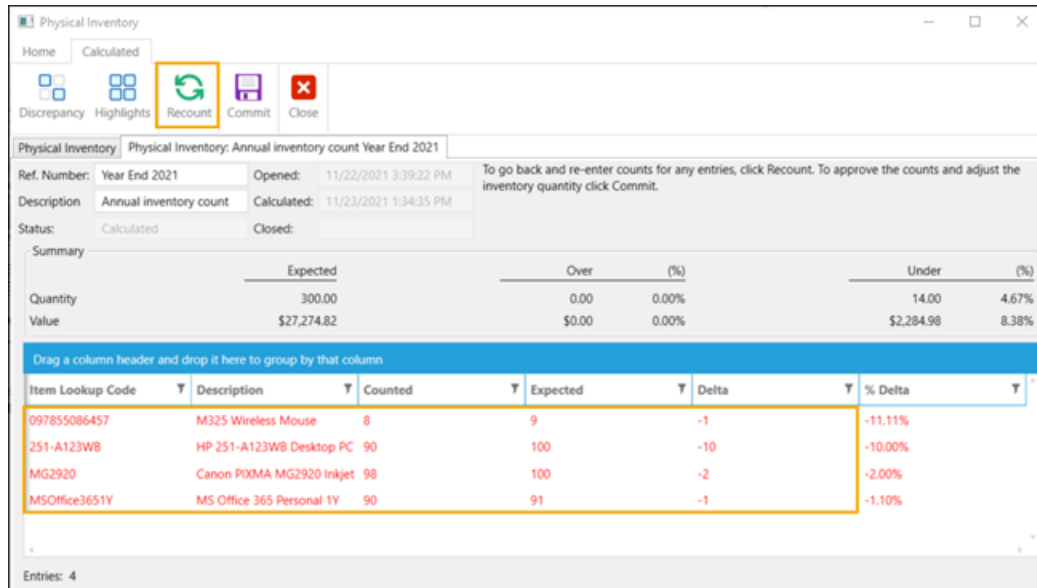 Physical Inventory
Home Calculated
Discrepancy Highlights Recount Commit Close
Physical Inventory Physical Inventory: Annual inventory count Year End 2021
Ref. Number: Year End 2021 Opened: 11/22/2021 3:39:22 PM To go back and re-enter counts for any entries, click Recount. To approve the counts and adjust the
inventory quantity click Commit.
Description Annual inventory count Calculated: 11/23/2021 1:34:35 PM
Status: Calculated Closed:
Summary
Expected Over (%) Under (%)
Quantity 300.00 0.00 0.00% 14.00 4.67%
Value $27,274.82 $0.00 0.00% $2,284.98 8.38%
Drag a column header and drop it here to group by that column
Item Lookup Code Description Counted Expected Delta % Delta
097855086457 M325 Wireless Mouse 8 9 -1 -11.11%
251-A123WB HP 251-A123WB Desktop PC 90 100 -10 -10.00%
MG2920 Canon PIXMA MG2920 Inkjet 98 100 -2 -2.00%
MSOffice3651Y MS Office 365 Personal 1Y 90 91 -1 -1.10%
Entries: 4